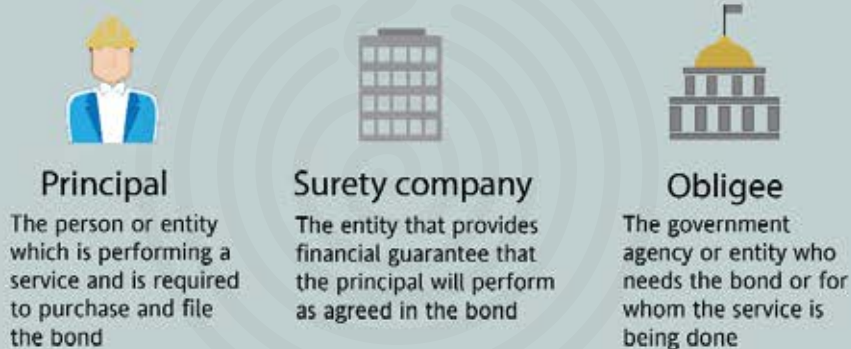 Principal
The person or entity
which is performing a
service and is required
to purchase and file
the bond
Surety company
The entity that provides
financial guarantee that
the principal will perform
as agreed in the bond
Obligee
The government
agency or entity who
needs the bond or for
whom the service is
being done